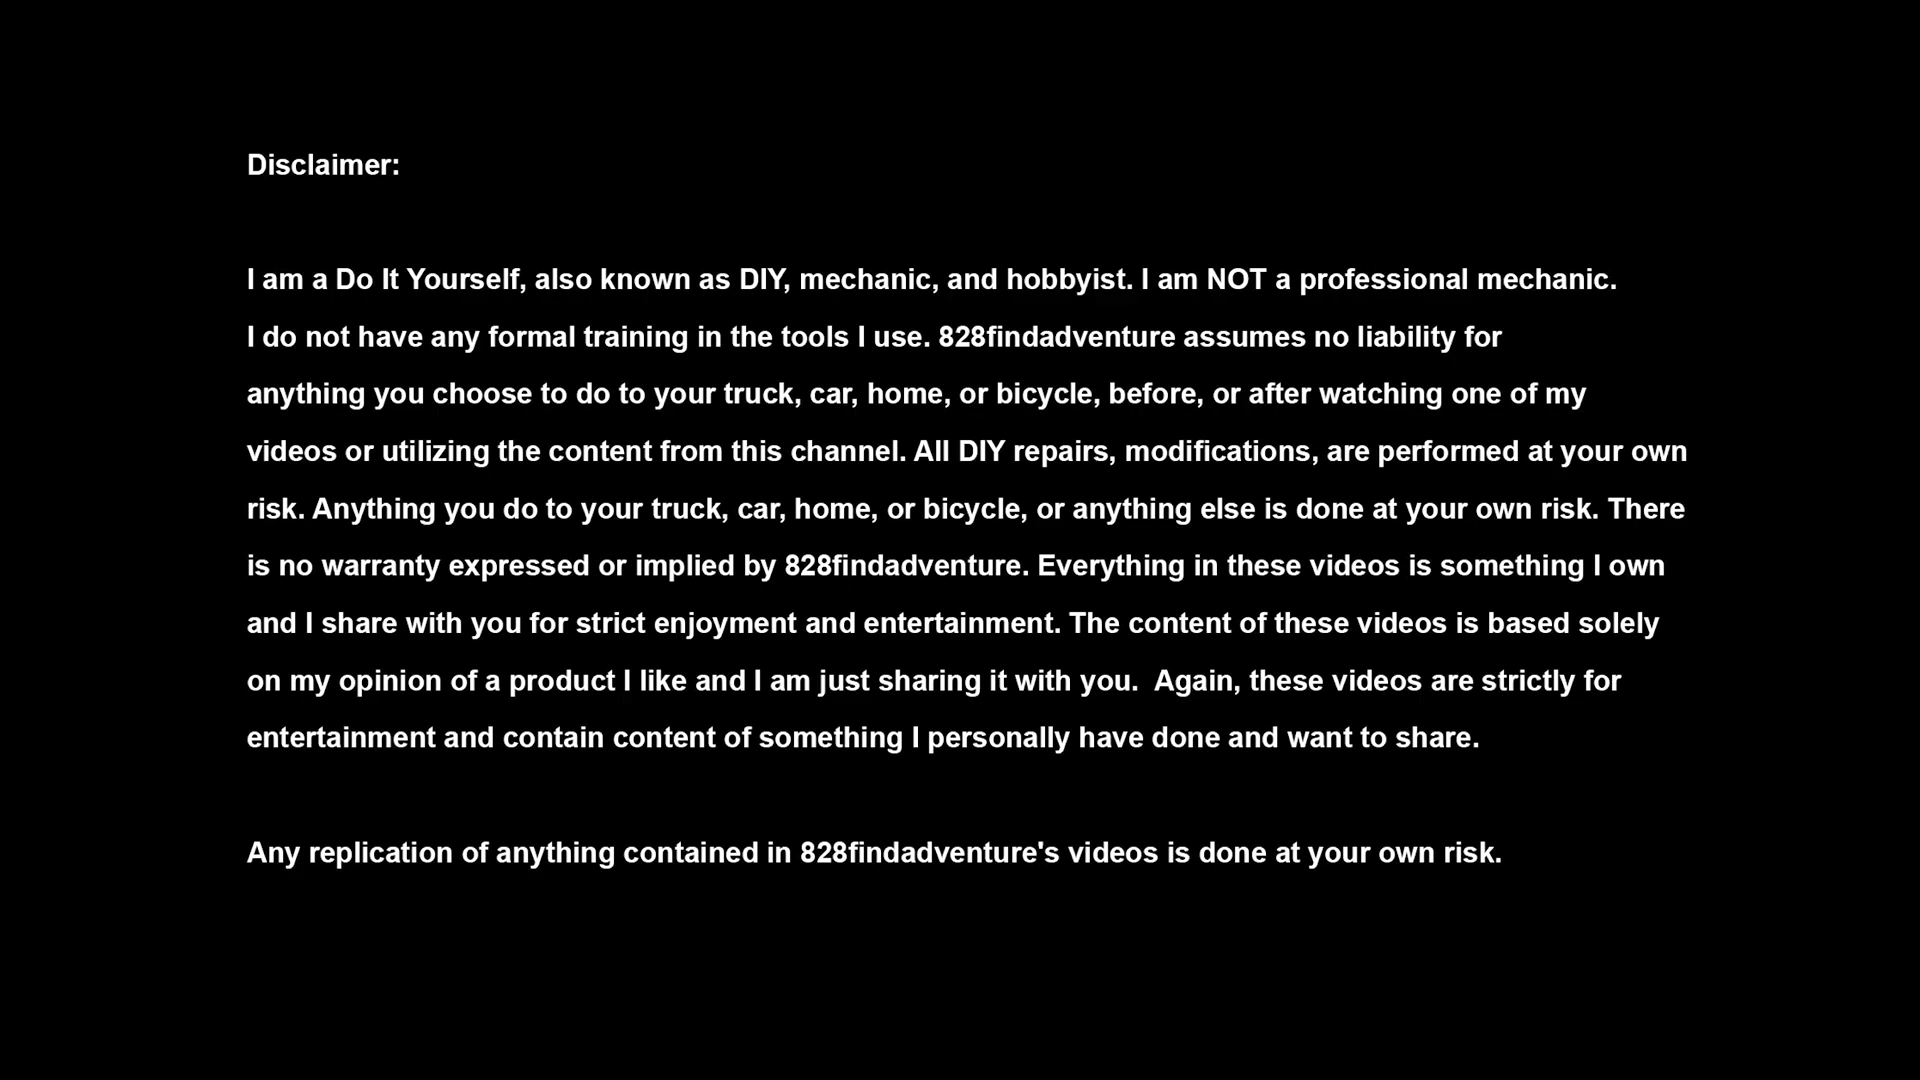 Disclaimer:
I am a Do It Yourself, also known as DIY, mechanic, and hobbyist. I am NOT a professional mechanic.
I do not have any formal training in the tools I use. 828findadventure assumes no liability for
anything you choose to do to your truck, car, home, or bicycle, before, or after watching one of my
videos or utilizing the content from this channel. All DIY repairs, modifications, are performed at your own
risk. Anything you do to your truck, car, home, or bicycle, or anything else is done at your own risk. There
is no warranty expressed or implied by 828findadventure. Everything in these videos is something I own
and I share with you for strict enjoyment and entertainment. The content of these videos is based solely
on my opinion of a product I like and I am just sharing it with you.  Again, these videos are strictly for
entertainment and contain content of something I personally have done and want to share.
Any replication of anything contained in 828findadventure's videos is done at your own risk.